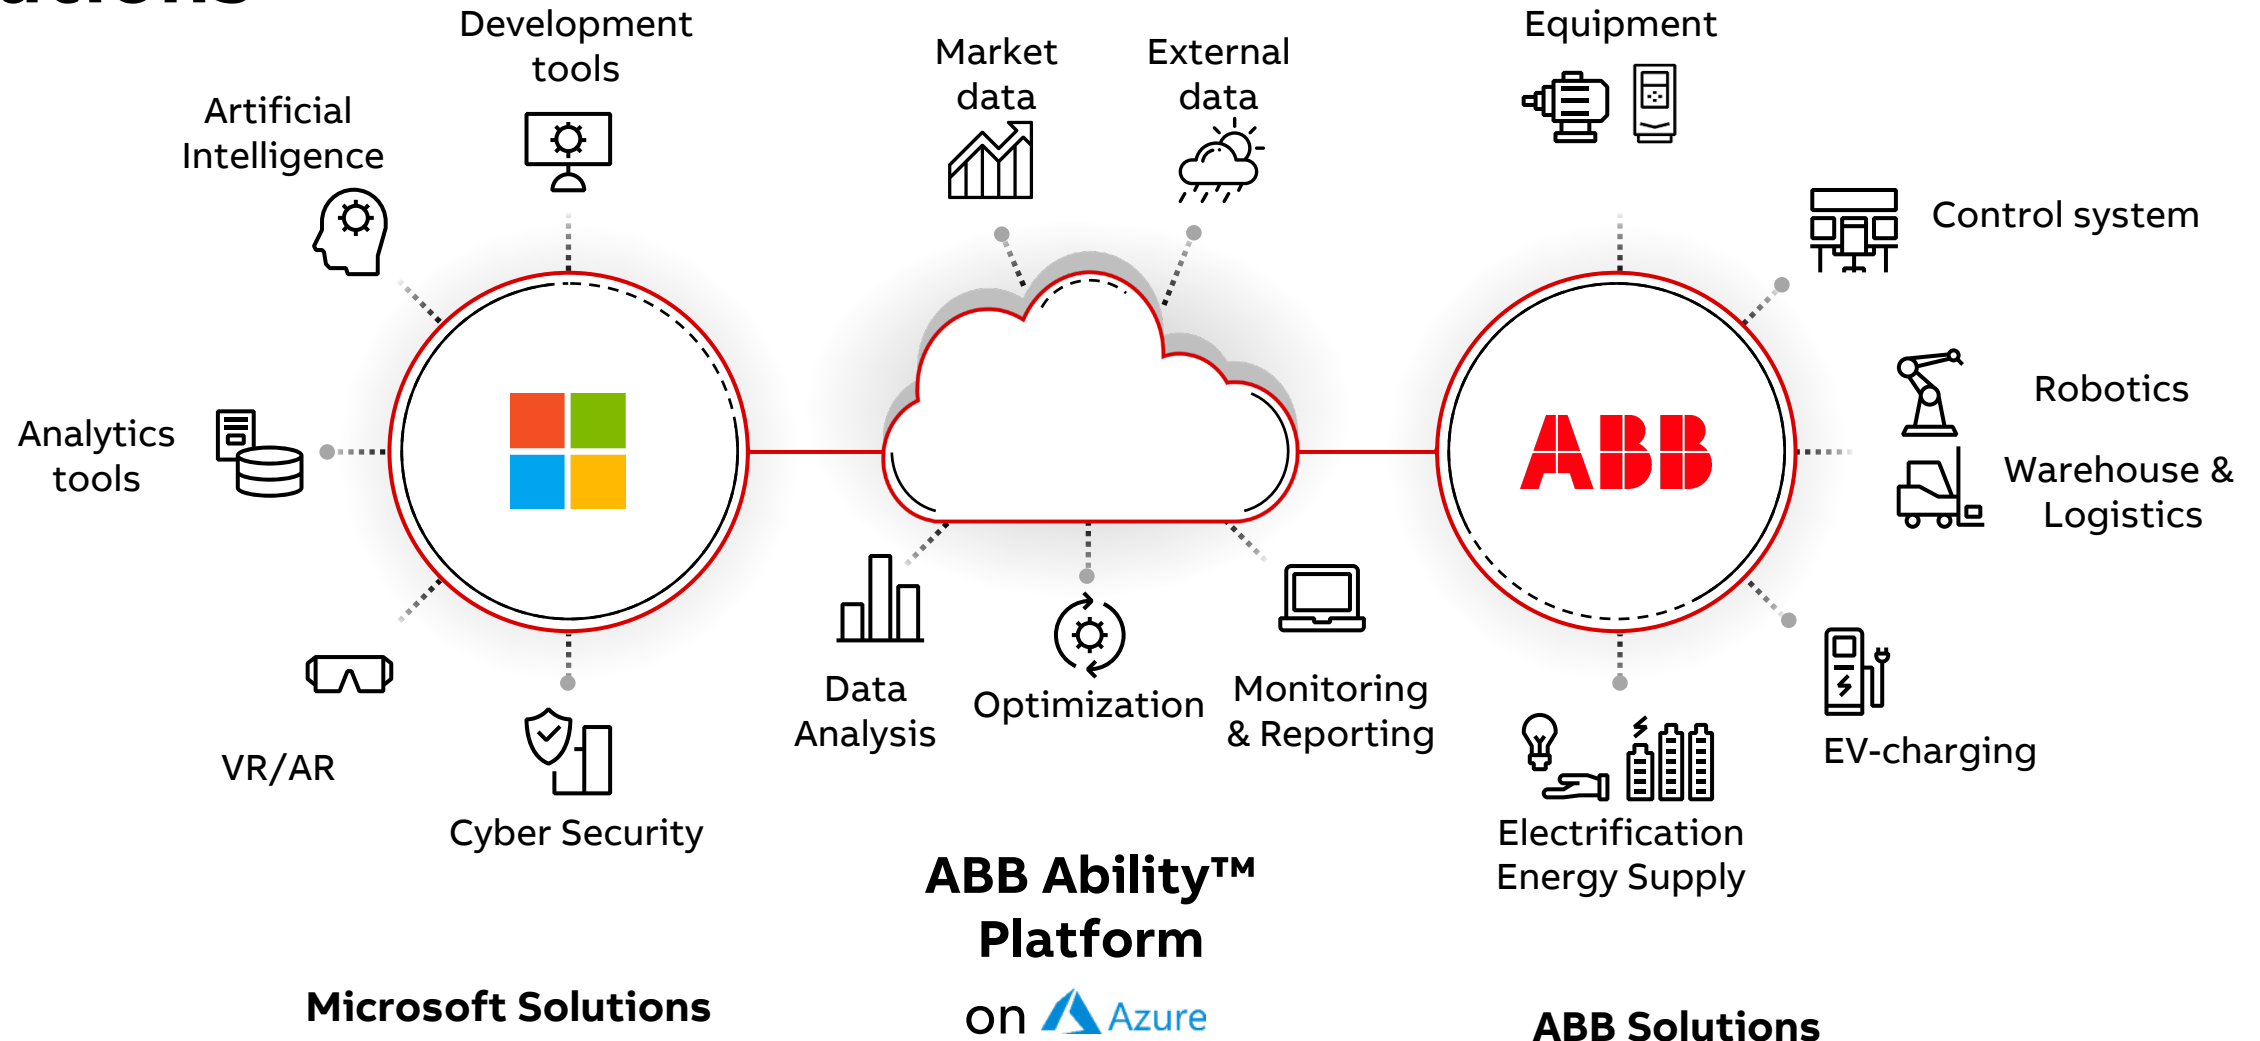 Development
tools
Artificial
Intelligence
Analytics
tools
VR/AR
Cyber Security
Microsoft Solutions
Market
data
External
data
Data
Analysis
Optimization
Monitoring
& Reporting
ABB Ability™
Platform
on Azure
Equipment
Control system
ABB
Robotics
Warehouse &
Logistics
EV-charging
Electrification
Energy Supply
ABB Solutions